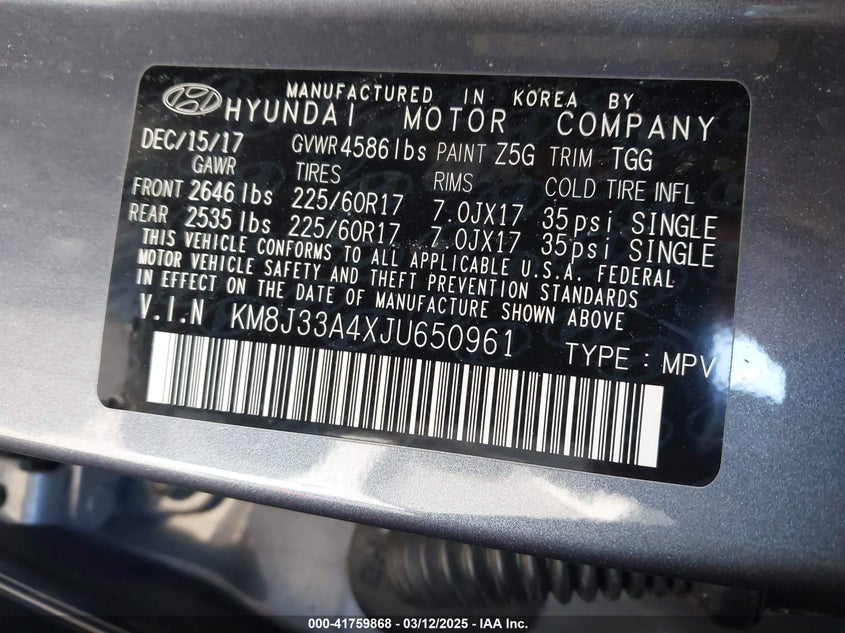 MANUFACTURED IN KOREA BY
HYUNDAI MOTOR COMPANY
DEC/15/17 GVWR 4586 lbs PAINT Z5G TRIM TGG
GAWR TIRES RIMS COLD TIRE INFL
FRONT 2646 lbs 225/60R17 7.0JX17 35psi SINGLE
REAR 2535 lbs 225/60R17 7.0JX17 35psi SINGLE
THIS VEHICLE CONFORMS TO ALL APPLICABLE U.S.A. FEDERAL
MOTOR VEHICLE SAFETY AND THEFT PREVENTION STANDARDS
IN EFFECT ON THE DATE OF MANUFACTURE SHOWN ABOVE
V.I.N KM8J33A4XJU650961 TYPE : MPV
000-41759868 - 03/12/2025 - IAA Inc.